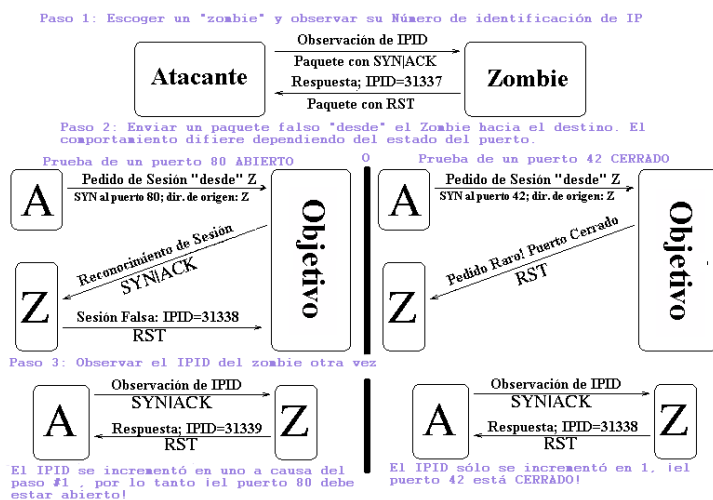 Paso 1: Escoger un "zombie" y observar su Número de identificación de IP
Observación de IPID
Atacante
Paquete con SYN|ACK
Zombie
Respuesta; IPID=31337
Paquete con RST
Paso 2: Enviar un paquete falso "desde" el Zombie hacia el destino. El
comportamiento difiere dependiendo del estado del puerto.
Prueba de un puerto 80 ABIERTO
O
Prueba de un puerto 42 CERRADO
A
Pedido de Sesión "desde" Z
SYN al puerto 80; dir. de origen: Z
Objetivo
Reconocimiento de Sesión
SYN|ACK
Z
Sesión Falsa: IPID=31338
RST
A
Pedido de Sesión "desde" Z
SYN al puerto 42; dir. de origen: Z
Objetivo
Pedido Raro! Puerto Cerrado
RST
Z
Paso 3: Observar el IPID del zombie otra vez
A
Observación de IPID
SYN|ACK
Z
Respuesta; IPID=31339
RST
A
Observación de IPID
SYN|ACK
Z
Respuesta; IPID=31338
RST
El IPID se incrementó en uno a causa del
paso #1 , por lo tanto ¡el puerto 80 debe
estar abierto!
El IPID sólo se incrementó en 1, ¡el
puerto 42 está CERRADO!